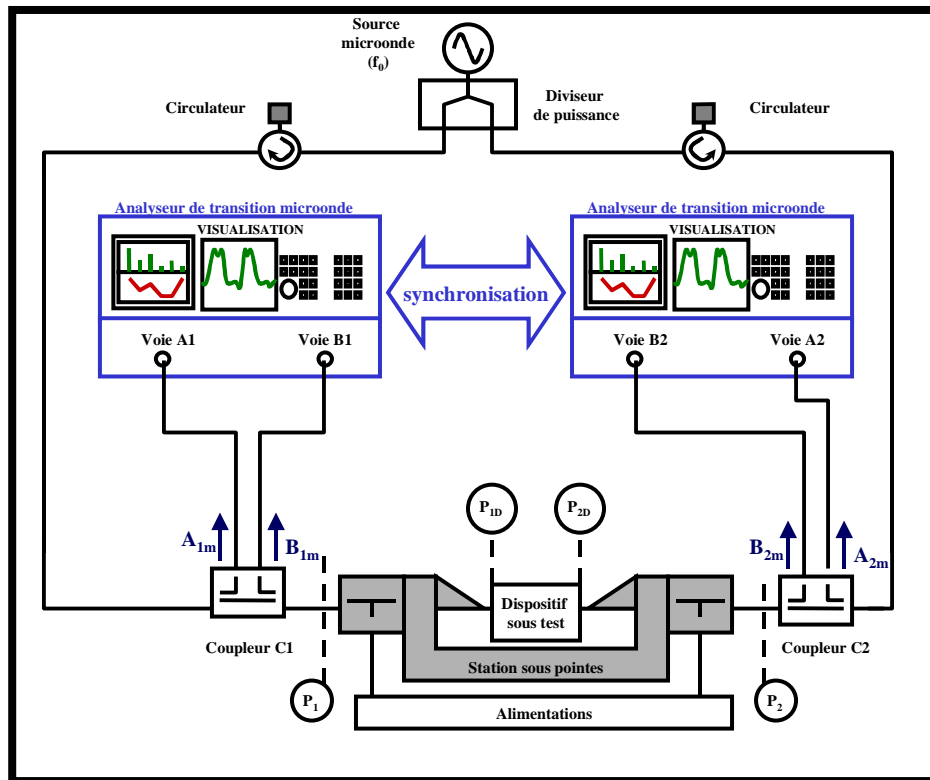 Source
microonde
(f0)
Diviseur
de puissance
Circulateur
Circulateur
Analyseur de transition microonde
VISUALISATION
Voie A1
Voie B1
synchronisation
Analyseur de transition microonde
VISUALISATION
Voie B2
Voie A2
A1m
B1m
P1D
P2D
B2m
A2m
Dispositif
sous test
Coupleur C1
Coupleur C2
Station sous pointes
P1
P2
Alimentations